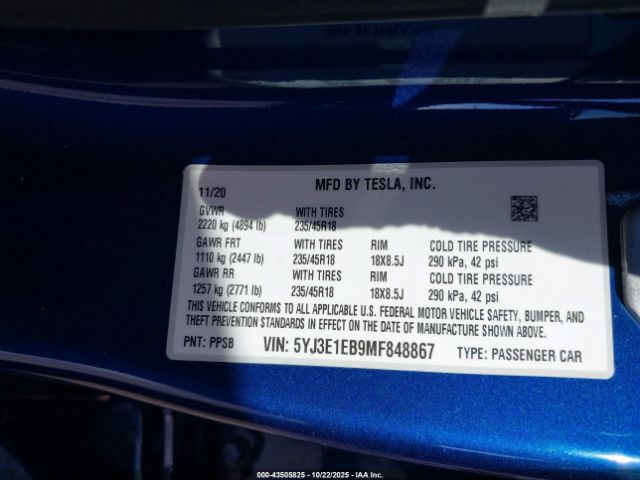 11/20 MFD BY TESLA, INC.
GVWR WITH TIRES
2220 kg (4894 lb) 235/45R18
GAWR FRT WITH TIRES RIM COLD TIRE PRESSURE
1110 kg (2447 lb) 235/45R18 18X8.5J 290 kPa, 42 psi
GAWR RR WITH TIRES RIM COLD TIRE PRESSURE
1257 kg (2771 lb) 235/45R18 18X8.5J 290 kPa, 42 psi
THIS VEHICLE CONFORMS TO ALL APPLICABLE U.S. FEDERAL MOTOR VEHICLE SAFETY, BUMPER, AND
THEFT PREVENTION STANDARDS IN EFFECT ON THE DATE OF MANUFACTURE SHOWN ABOVE.
PNT: PPSB VIN: 5YJ3E1EB9MF848867 TYPE: PASSENGER CAR
000-43505825 10/22/2025 IAA Inc.